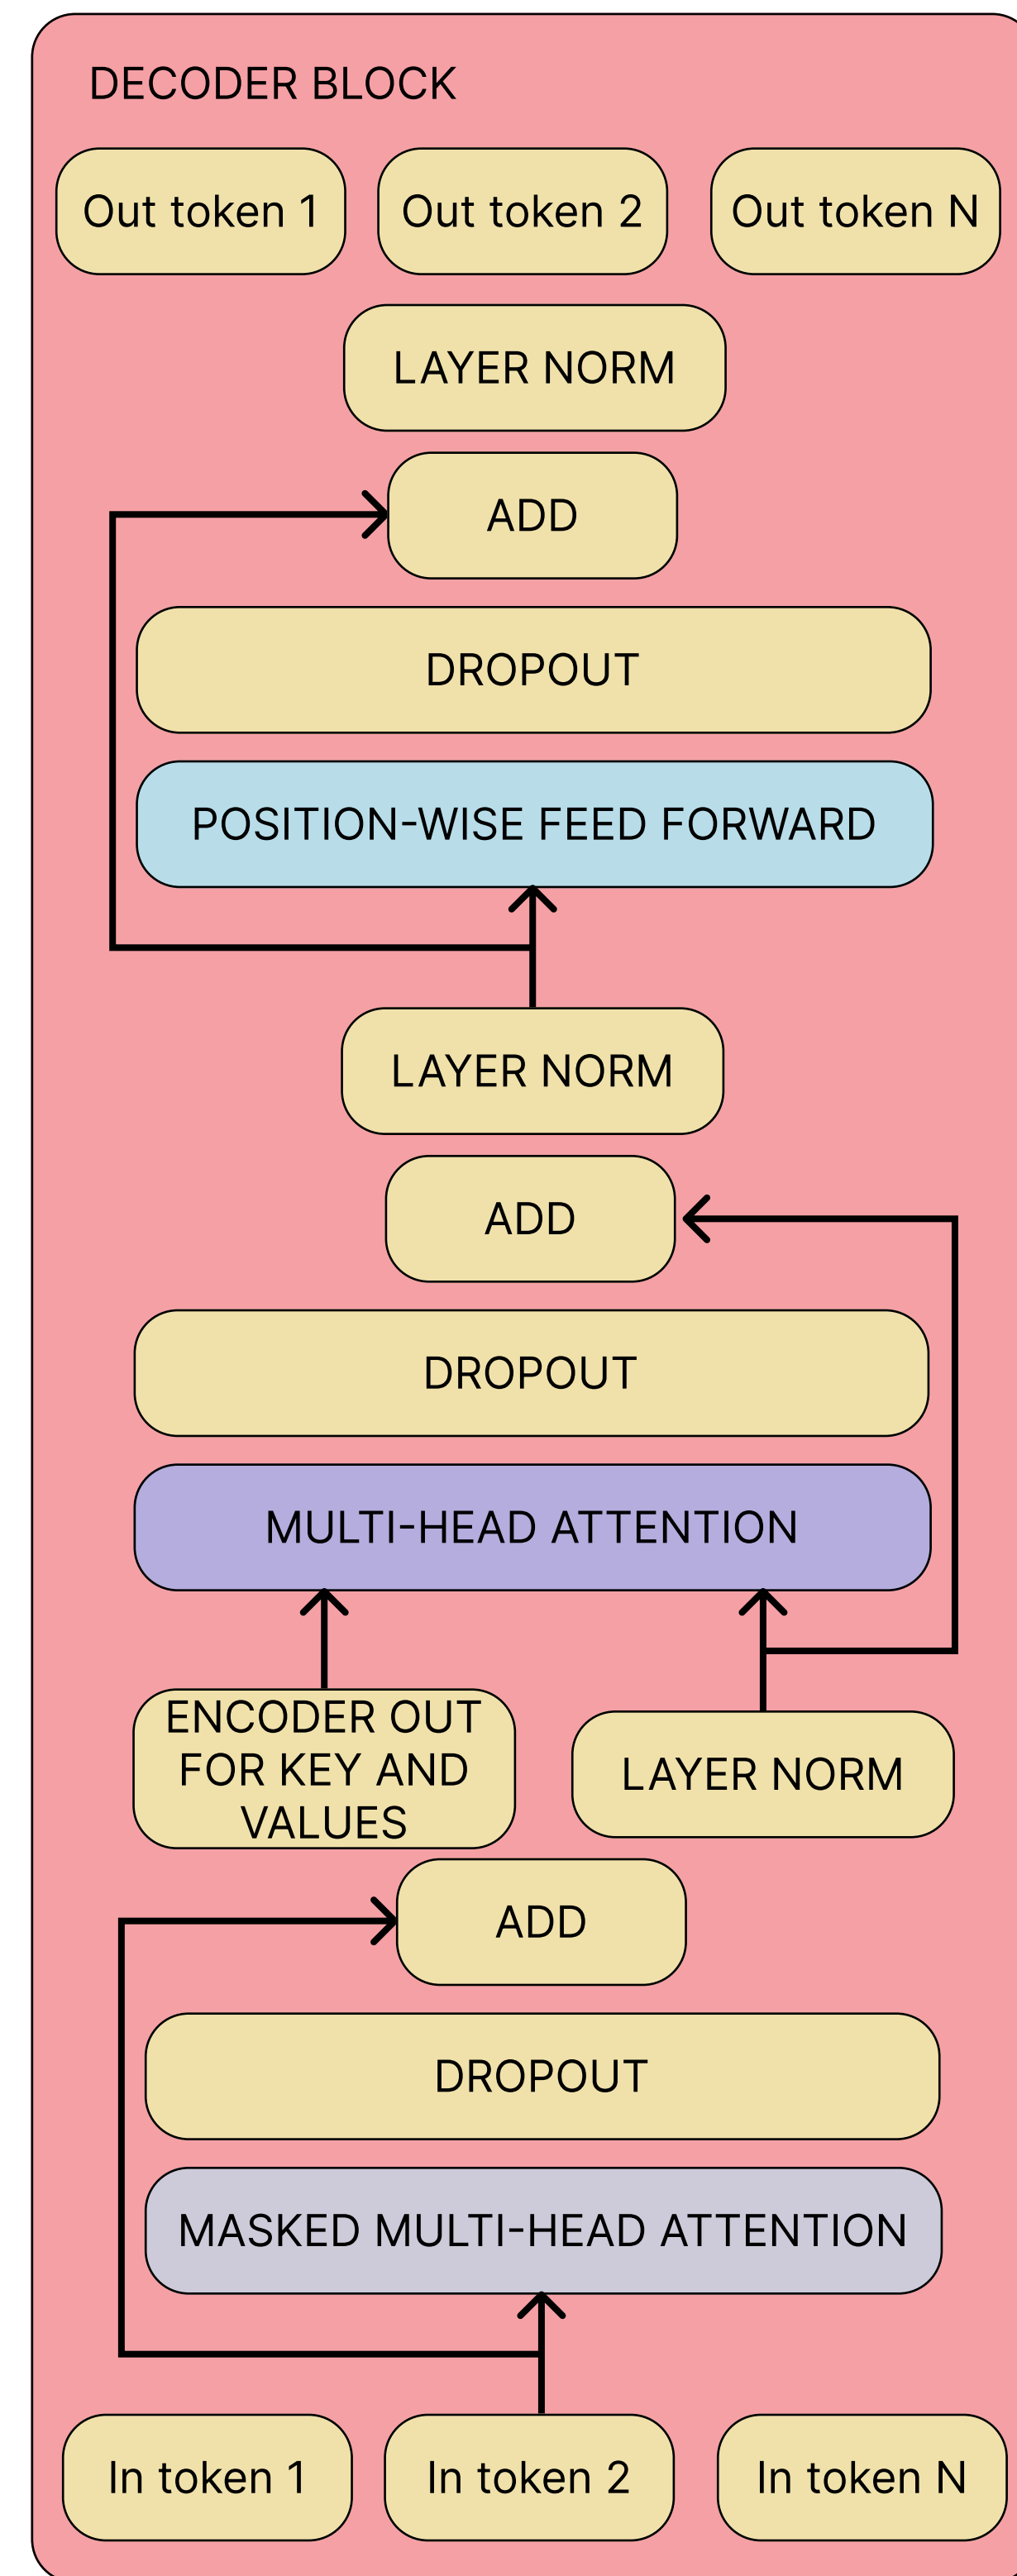 DECODER BLOCK
Out token 1
Out token 2
Out token N
LAYER NORM
ADD
DROPOUT
POSITION-WISE FEED FORWARD
LAYER NORM
ADD
DROPOUT
MULTI-HEAD ATTENTION
ENCODER OUT
FOR KEY AND
VALUES
LAYER NORM
ADD
DROPOUT
MASKED MULTI-HEAD ATTENTION
In token 1
In token 2
In token N